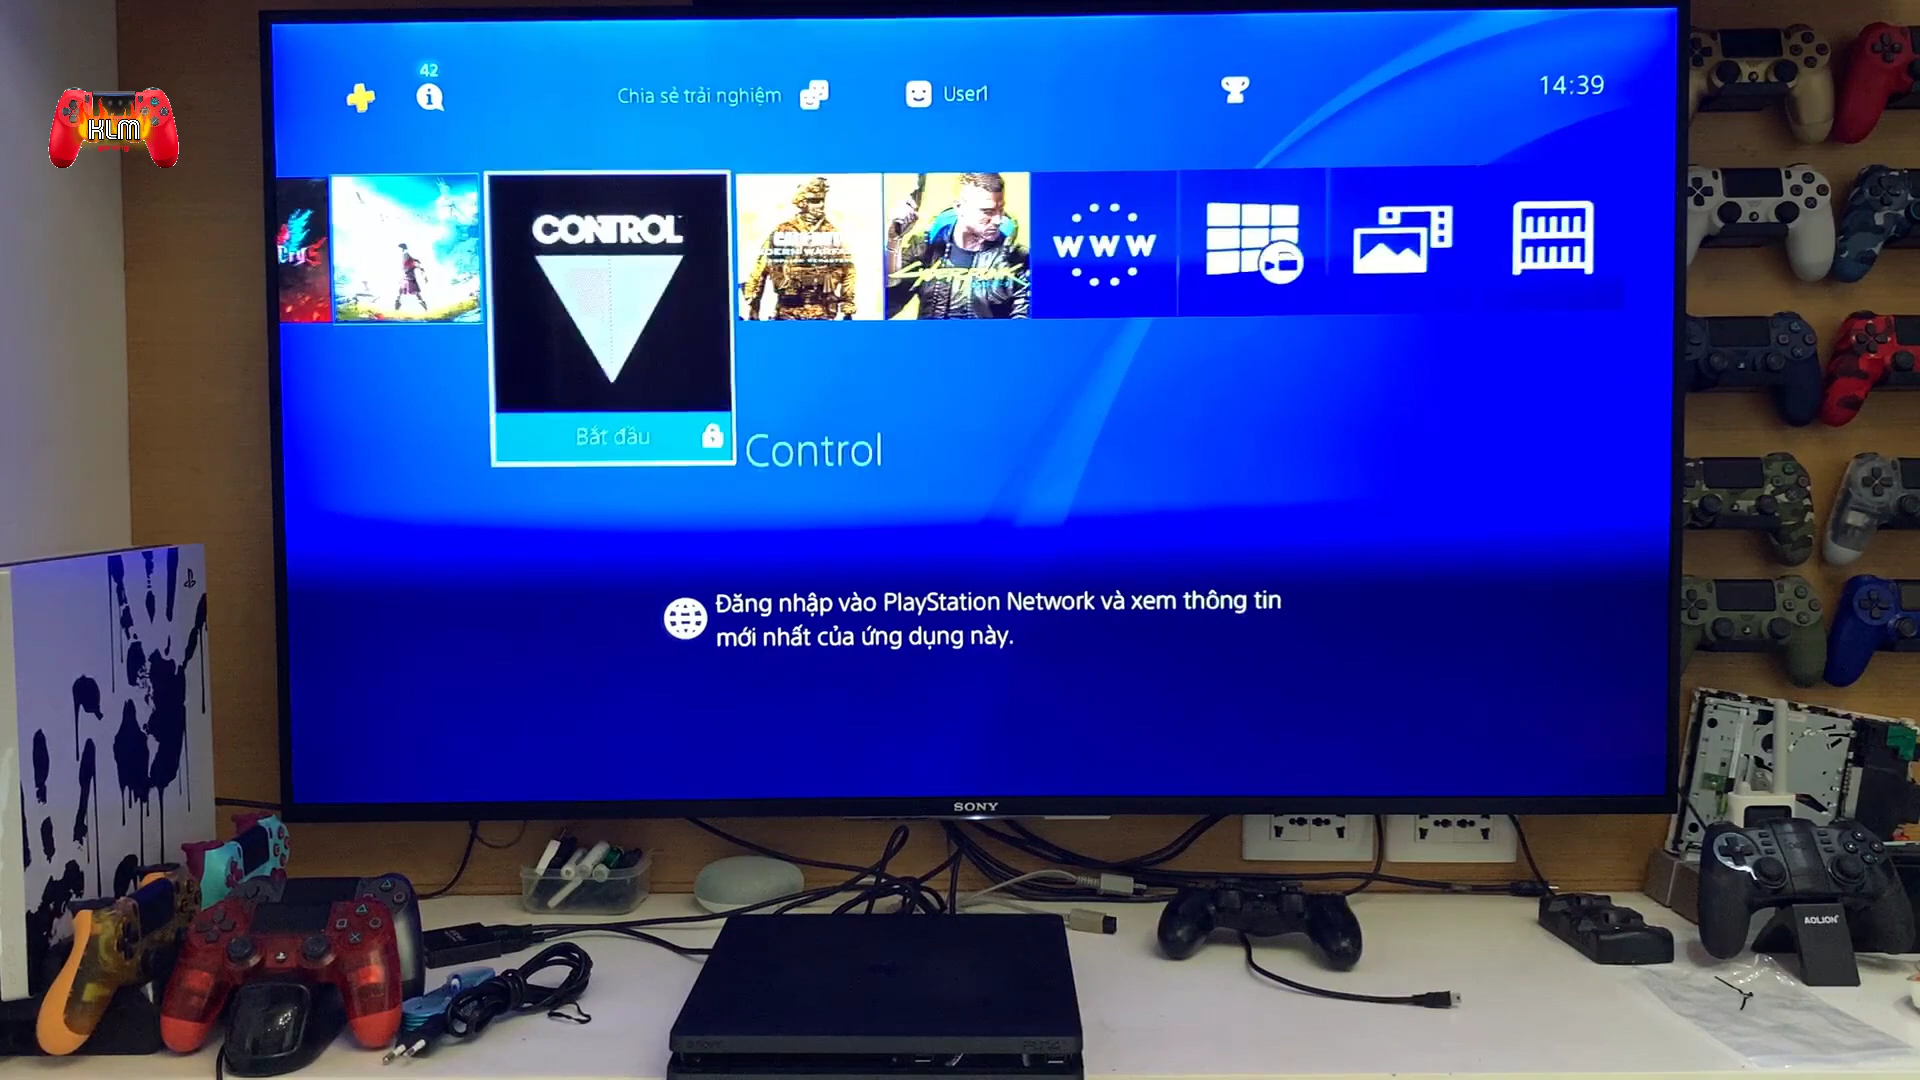 42
Chia sẻ trải nghiệm
User1
14:39
KLM
CONTROL
WWW
Bắt đầu
Control
Đăng nhập vào PlayStation Network và xem thông tin
mới nhất của ứng dụng này.
SONY
AOLION